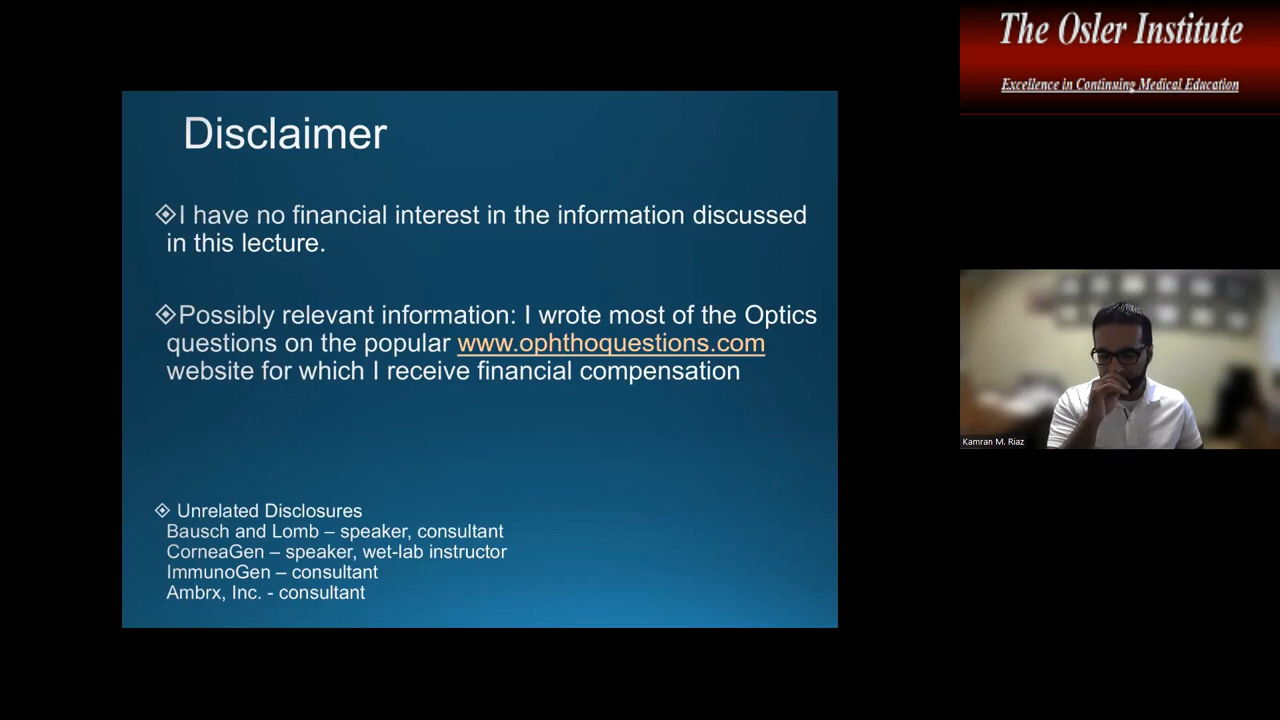 The Osler Institute
Excellence in Continuing Medical Education
Disclaimer
I have no financial interest in the information discussed
in this lecture.
Possibly relevant information: I wrote most of the Optics
questions on the popular www.ophthoquestions.com
website for which I receive financial compensation
Unrelated Disclosures
Bausch and Lomb – speaker, consultant
CorneaGen – speaker, wet-lab instructor
ImmunoGen – consultant
Ambrx, Inc. - consultant
Kamran M. Riaz